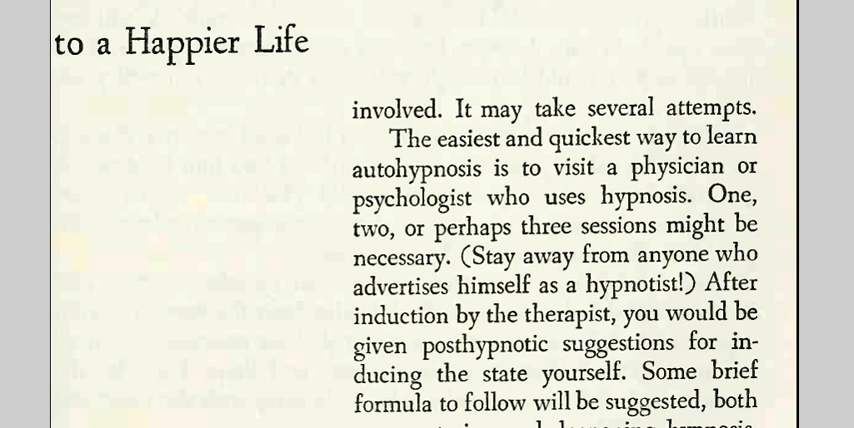 to a Happier Life
involved. It may take several attempts.
The easiest and quickest way to learn
autohypnosis is to visit a physician or
psychologist who uses hypnosis. One,
two, or perhaps three sessions might be
necessary. (Stay away from anyone who
advertises himself as a hypnotist!) After
induction by the therapist, you would be
given posthypnotic suggestions for in-
ducing the state yourself. Some brief
formula to follow will be suggested, both